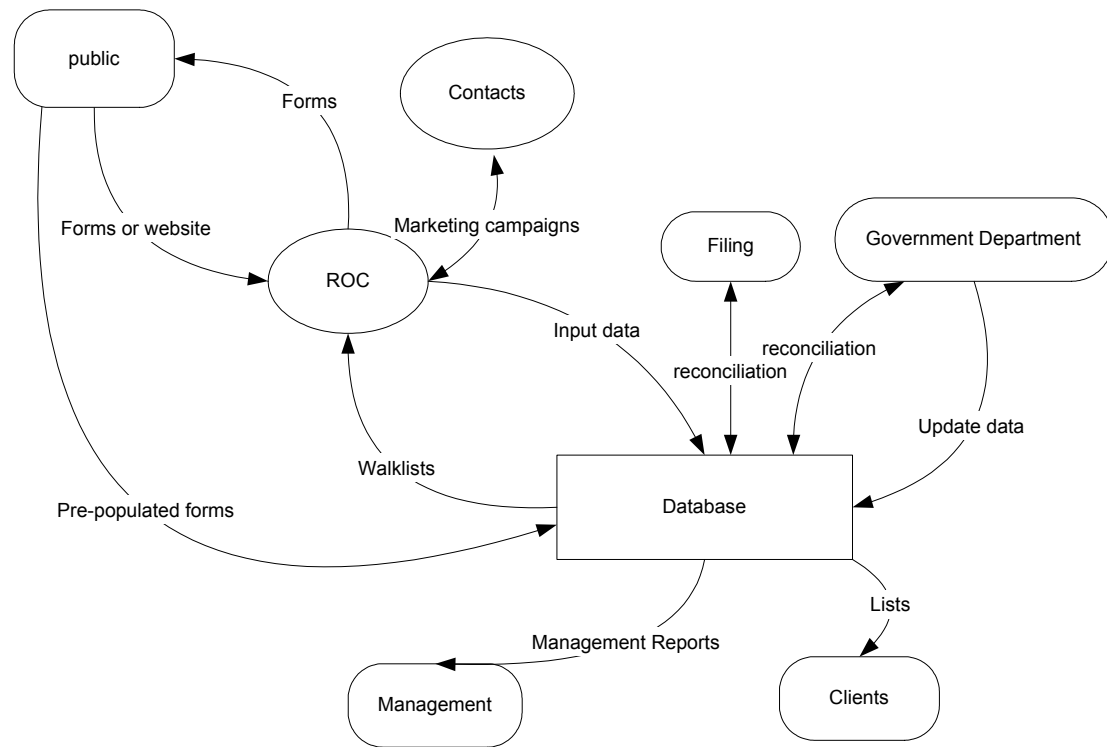 public
Forms
Contacts
Forms or website
Marketing campaigns
Filing
Government Department
ROC
Input data
reconciliation
reconciliation
Update data
Walklists
Pre-populated forms
Database
Lists
Management Reports
Management
Clients